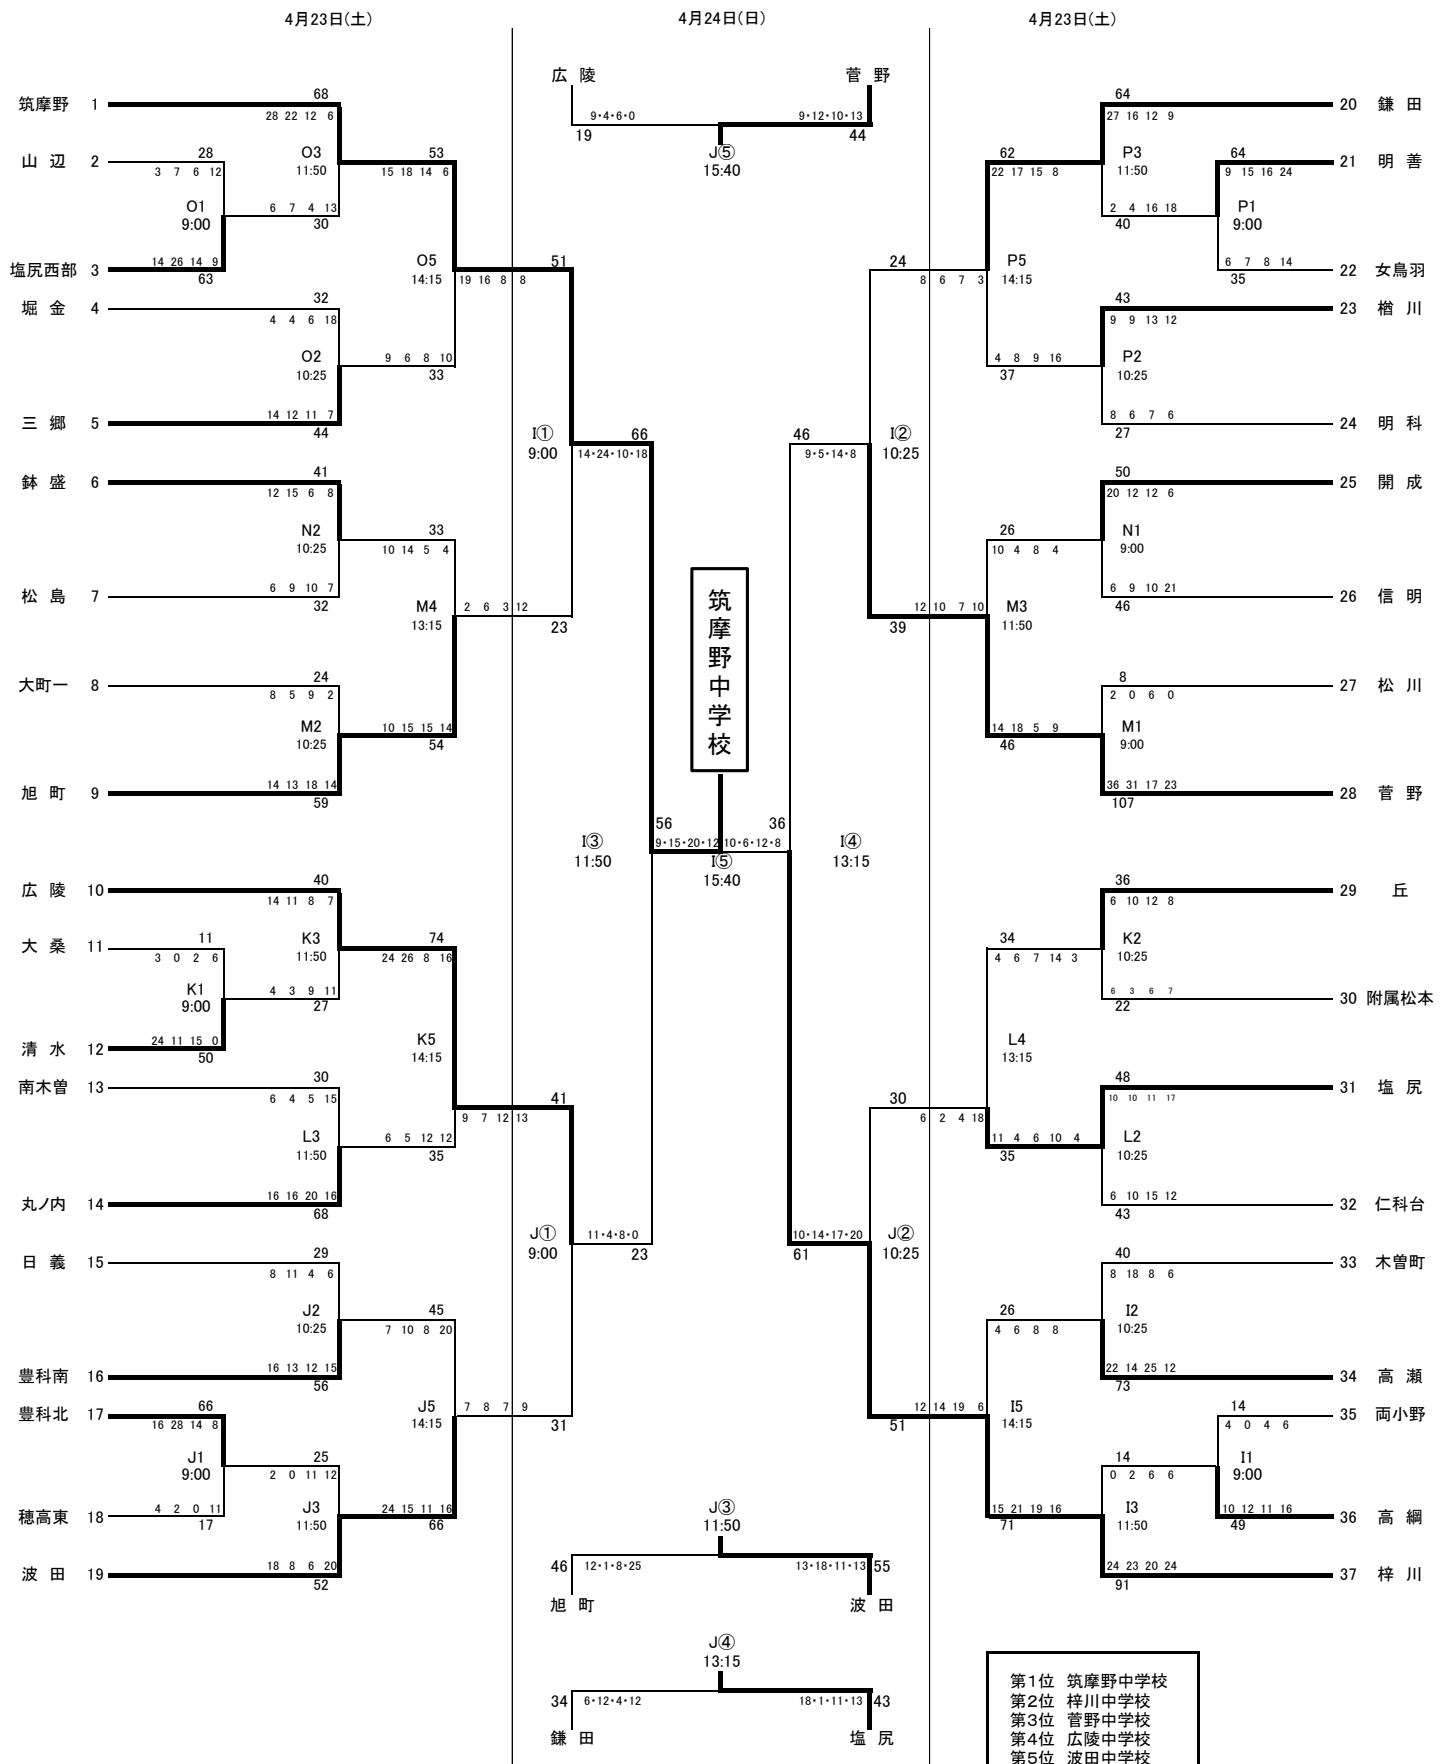 4月23日(土)
4月24日(日)
4月23日(土)
筑摩野 1
68
28 22 12 6
山 辺 2
28
3 7 6 12
O1
9:00
O3
11:50
6 7 4 13
30
塩尻西部 3
14 26 14 9
63
53
15 18 14 6
O5
14:15
堀 金 4
32
4 4 6 18
O2
10:25
三 郷 5
14 12 11 7
44
9 6 8 10
33
19 16 8 8
51
鉢 盛 6
41
12 15 6 8
N2
10:25
松 島 7
6 9 10 7
32
33
10 14 5 4
M4
13:15
大町一 8
24
8 5 9 2
M2
10:25
旭 町 9
14 13 18 14
59
10 15 15 14
54
2 6 3 12
23
I①
9:00
66
14・24・10・18
広 陵 10
40
14 11 8 7
大 桑 11
11
3 0 2 6
K1
9:00
K3
11:50
4 3 9 11
27
清 水 12
24 11 15 0
50
74
24 26 8 16
K5
14:15
南木曽 13
30
6 4 5 15
L3
11:50
丸ノ内 14
16 16 20 16
68
6 5 12 12
35
9 7 12 13
41
日 義 15
29
8 11 4 6
J2
10:25
豊科南 16
16 13 12 15
56
45
7 10 8 20
J5
14:15
豊科北 17
66
16 28 14 8
J1
9:00
穂高東 18
4 2 0 11
17
25
2 0 11 12
J3
11:50
波 田 19
18 8 6 20
52
24 15 11 16
66
7 8 7 9
31
J①
9:00
11・4・8・0
23
広 陵
菅 野
9・4・6・0
19
9・12・10・13
44
J⑤
15:40
筑摩野中学校
I③
11:50
56
9・15・20・12
I⑤
15:40
36
10・6・12・8
I④
13:15
46
9・5・14・8
I②
10:25
10・14・17・20
61
J②
10:25
J③
11:50
46
12・1・8・25
13・18・11・13
55
旭 町
波 田
J④
13:15
34
6・12・4・12
18・1・11・13
43
鎌 田
塩 尻
64
27 16 12 9
20 鎌 田
P3
11:50
64
9 15 16 24
21 明 善
P1
9:00
2 4 16 18
40
6 7 8 14
35
22 女鳥羽
62
22 17 15 8
P5
14:15
24
8 6 7 3
43
9 9 13 12
23 楢 川
P2
10:25
4 8 9 16
37
8 6 7 6
27
24 明 科
50
20 12 12 6
25 開 成
N1
9:00
26
10 4 8 4
6 9 10 21
46
26 信 明
M3
11:50
12 10 7 10
39
8
2 0 6 0
27 松 川
M1
9:00
14 18 5 9
46
36 31 17 23
107
28 菅 野
36
6 10 12 8
29 丘
K2
10:25
34
4 6 7 14 3
6 3 6 7
22
30 附属松本
L4
13:15
30
6 2 4 18
48
10 10 11 17
31 塩 尻
L2
10:25
11 4 6 10 4
35
6 10 15 12
43
32 仁科台
40
8 18 8 6
33 木曽町
I2
10:25
26
4 6 8 8
22 14 25 12
73
34 高 瀬
I5
14:15
12 14 19 6
51
14
4 0 4 6
35 両小野
I1
9:00
14
0 2 6 6
10 12 11 16
49
36 高 綱
I3
11:50
15 21 19 16
71
24 23 20 24
91
37 梓 川
第1位 筑摩野中学校
第2位 梓川中学校
第3位 菅野中学校
第4位 広陵中学校
第5位 波田中学校